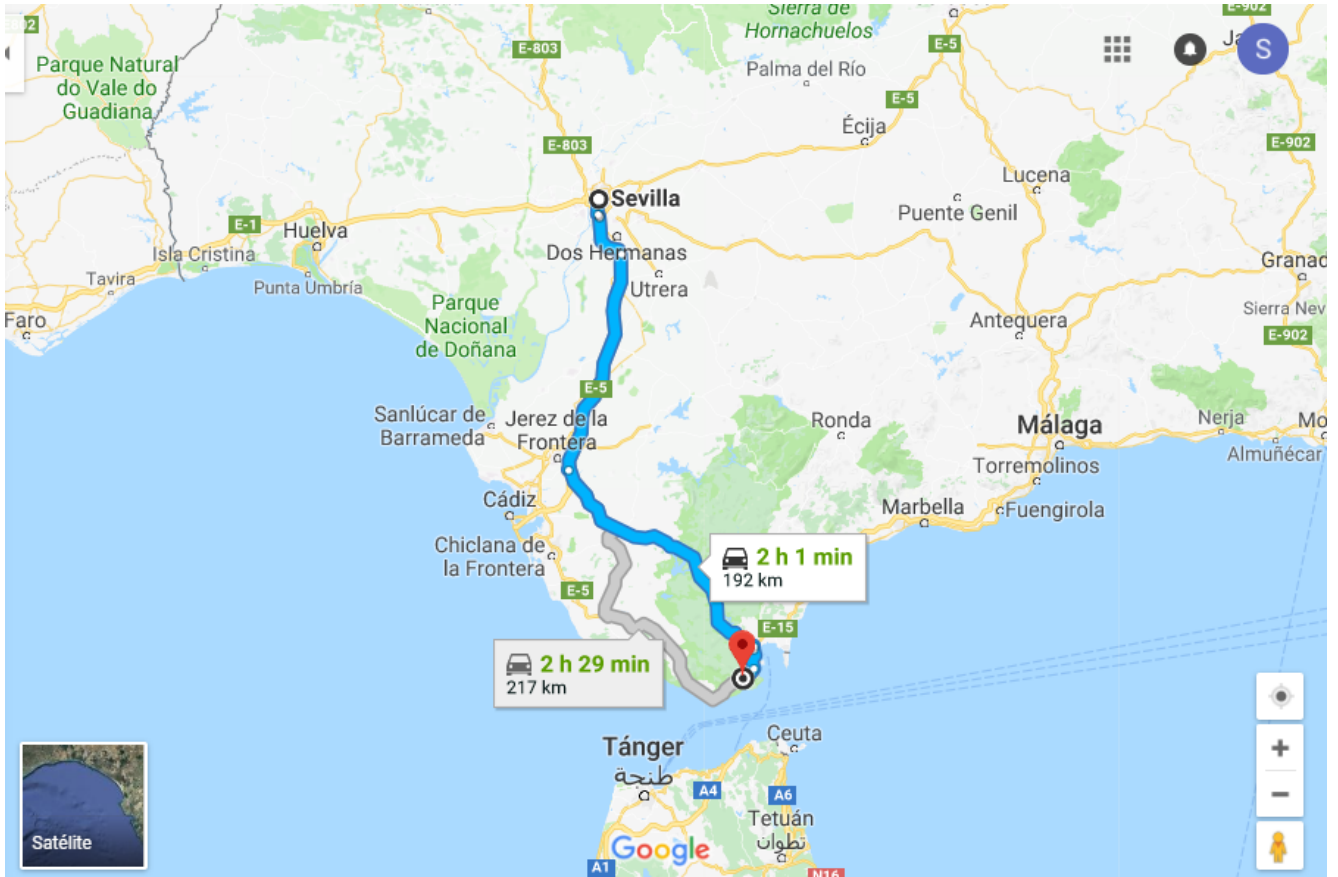 02
Sierra de
Hornachuelos
E-902
Parque Natural
do Vale do
Guadiana
E-803
E-5
Ja
S
Palma del Río
E-5
Écija
E-803
E-902
Lucena
Sevilla
Puente Genil
E-1
Huelva
Isla Cristina
Dos Hermanas
Granad
Tavira
Punta Umbría
Utrera
Parque
Nacional
de Doñana
Sierra Nev
Faro
Antequera
E-902
E-5
Sanlúcar de
Barrameda
Jerez de la
Frontera
Ronda
Málaga
Nerja
Mo
Almuñécar
Torremolinos
Cádiz
Marbella
Fuengirola
Chiclana de
la Frontera
2 h 1 min
192 km
E-5
E-15
2 h 29 min
217 km
Tánger
طنجة
Ceuta
A4
A6
Tetuán
تطوان
Satélite
Google
A1
N16